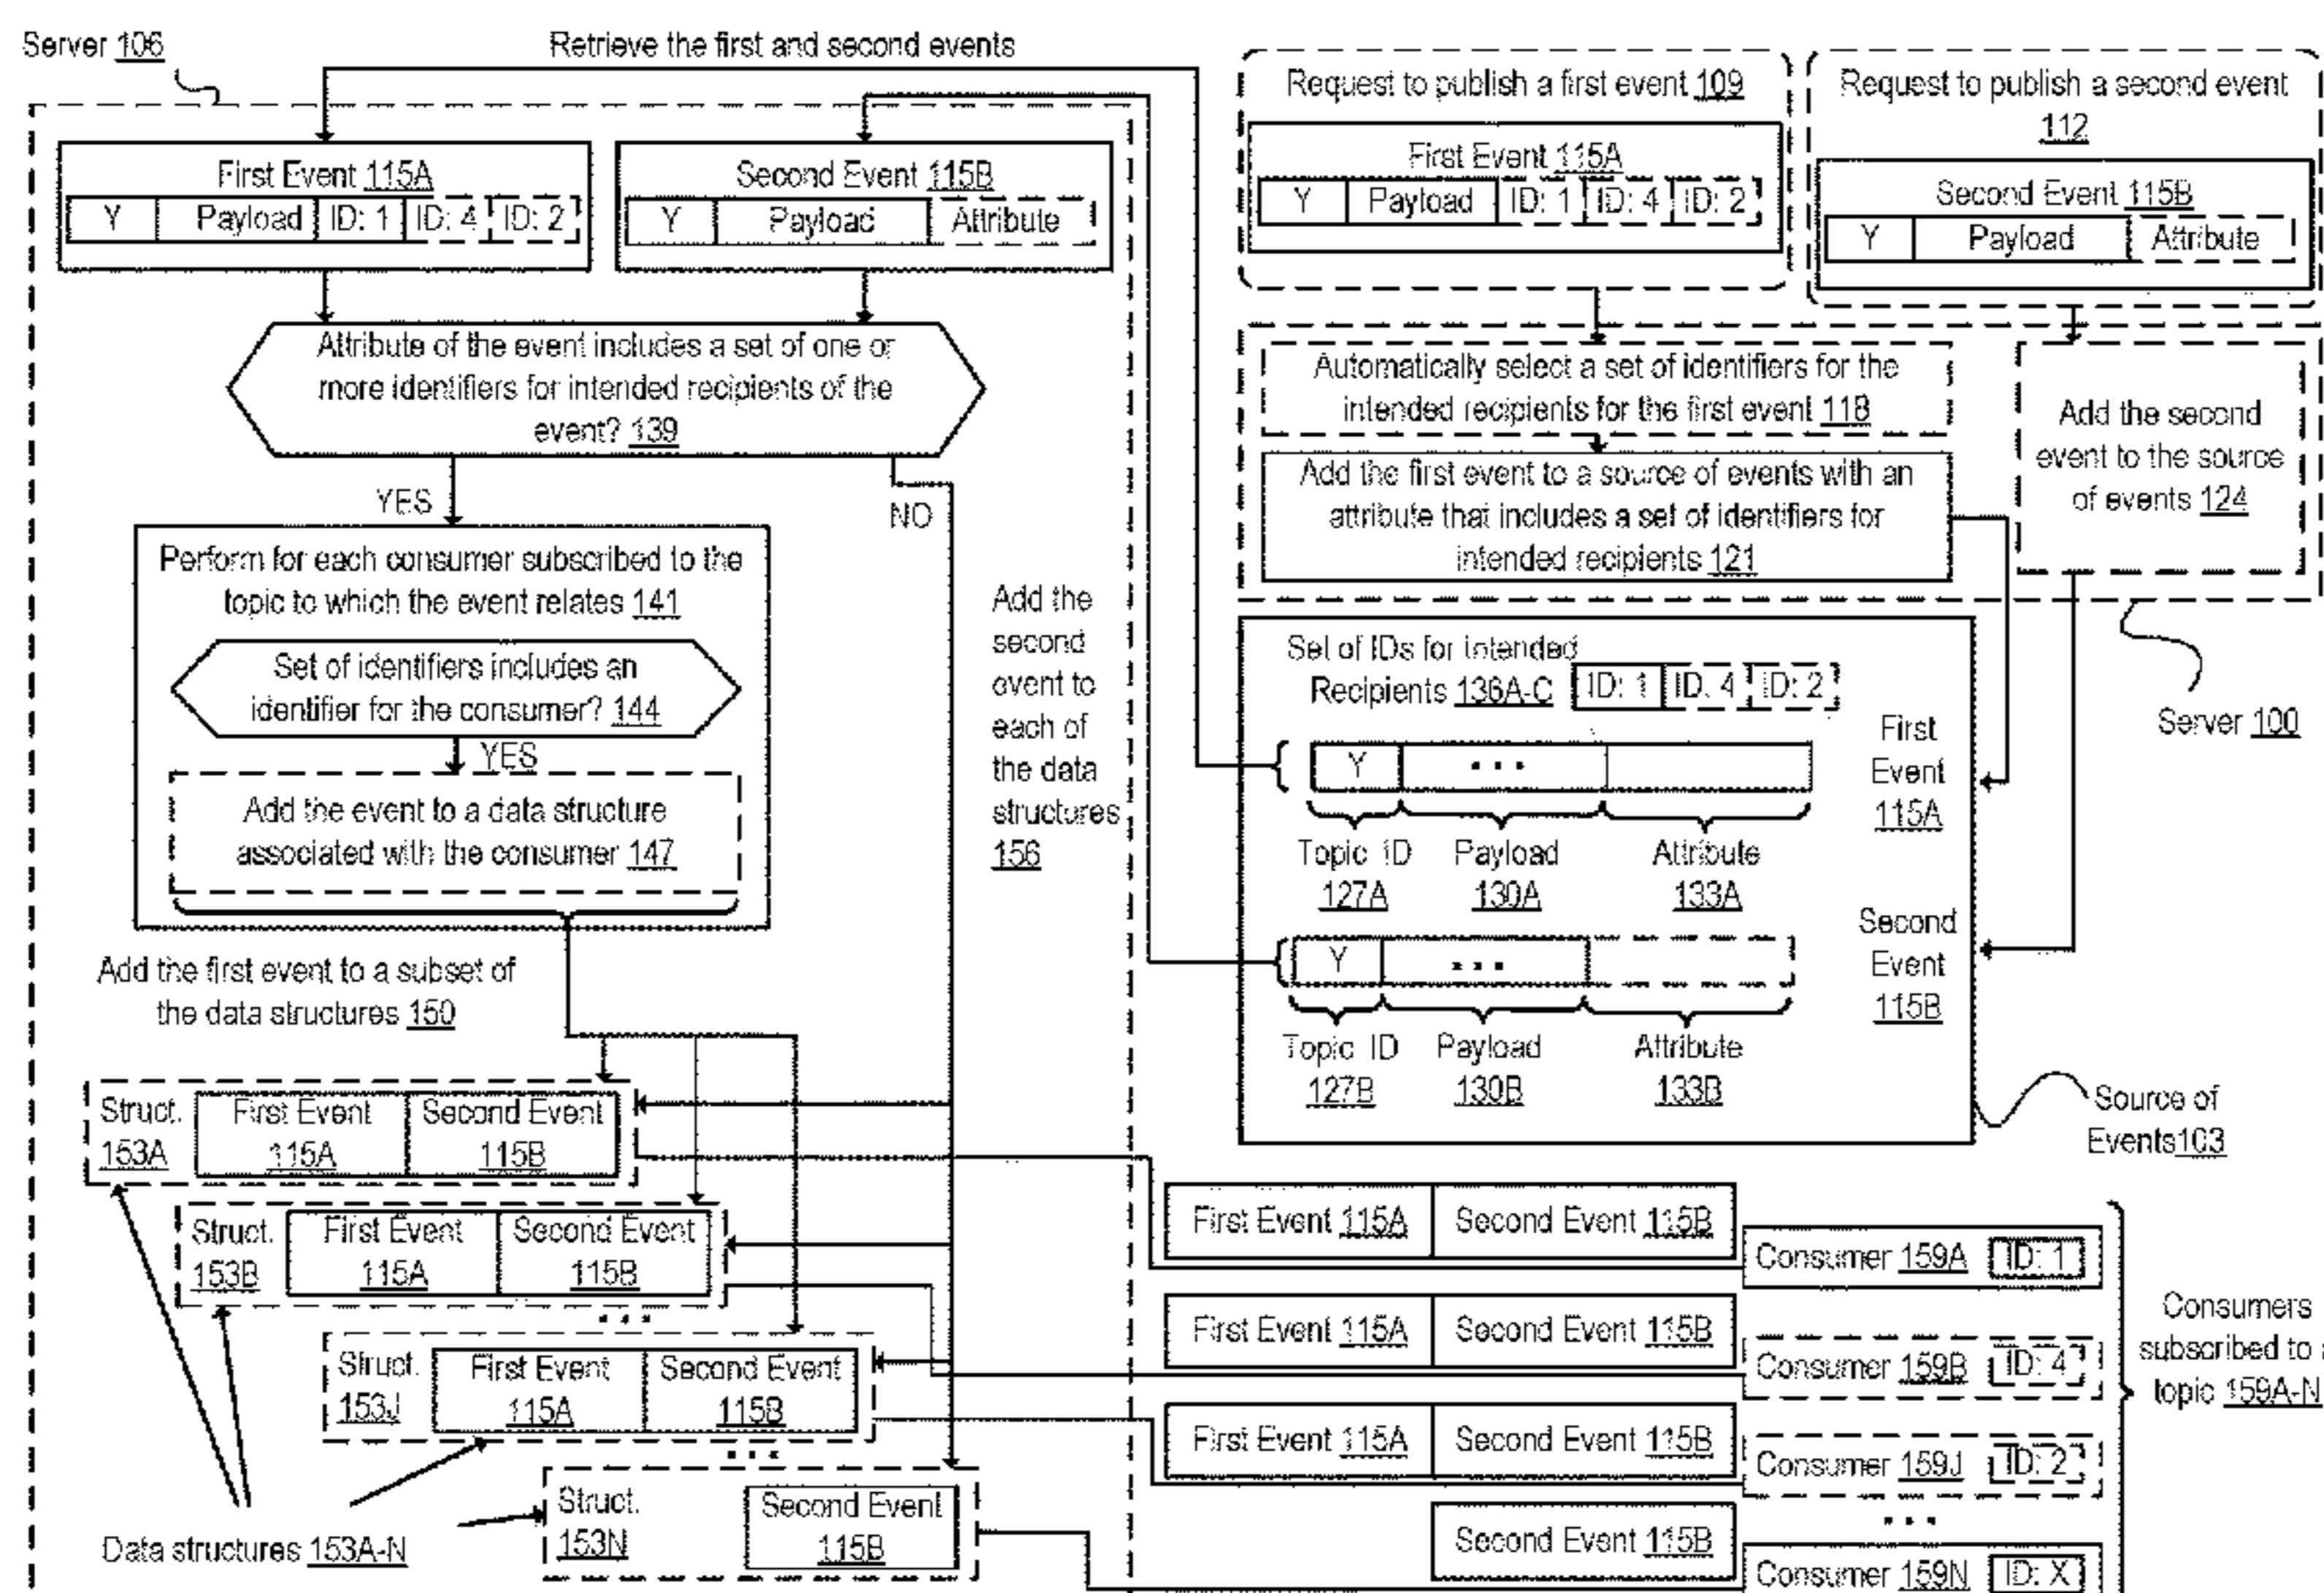 Server 106
Retrieve the first and second events
First Event 115A
Y Payload ID: 1 ID: 4 ID: 2
Second Event 115B
Y Payload Attribute
Attribute of the event includes a set of one or
more identifiers for intended recipients of the
event? 139
YES
NO
Perform for each consumer subscribed to the
topic to which the event relates 141
Set of identifiers includes an
identifier for the consumer? 144
YES
Add the event to a data structure
associated with the consumer 147
Add the
second
event to
each of
the data
structures
156
Add the first event to a subset of
the data structures 150
Struct.
153A
First Event
115A
Second Event
115B
Struct.
153B
First Event
115A
Second Event
115B
...
Struct.
153J
First Event
115A
Second Event
115B
...
Struct.
153N
Second Event
115B
Data structures 153A-N
Request to publish a first event 109
First Event 115A
Y Payload ID: 1 ID: 4 ID: 2
Request to publish a second event
112
Second Event 115B
Y Payload Attribute
Automatically select a set of identifiers for the
intended recipients for the first event 118
Add the first event to a source of events with an
attribute that includes a set of identifiers for
intended recipients 121
Add the second
event to the source
of events 124
Server 100
Set of IDs for Intended
Recipients 136A-C ID: 1 ID. 4 ID: 2
Y ...
Topic ID Payload Attribute
127A 130A 133A
First
Event
115A
Y ...
Topic ID Payload Attribute
127B 130B 133B
Second
Event
115B
Source of
Events103
First Event 115A Second Event 115B
Consumer 159A ID: 1
First Event 115A Second Event 115B
Consumer 159B ID: 4
First Event 115A Second Event 115B
Consumer 159J ID: 2
...
Second Event 115B
Consumer 159N ID: X
Consumers
subscribed to a
topic 159A-N